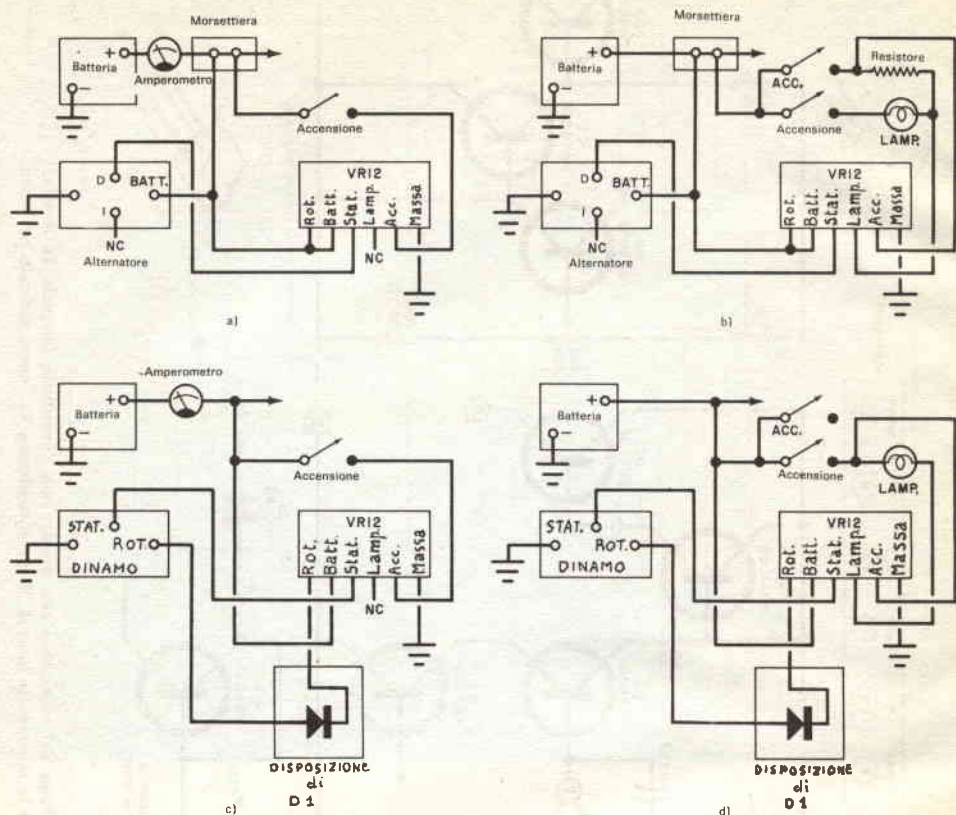 Morsettiera
+
Batteria
-
Amperometro
Accensione
D
BATT.
I
NC
Alternatore
VR12
Rot.
Batt.
Stat.
Lamp.
Acc.
Massa
NC
a)
Morsettiera
+
Batteria
-
ACC.
Resistore
Accensione
LAMP.
D
BATT.
I
NC
Alternatore
VR12
Rot.
Batt.
Stat.
Lamp.
Acc.
Massa
b)
Amperometro
+
Batteria
-
Accensione
STAT.
ROT.
DINAMO
VR12
Rot.
Batt.
Stat.
Lamp.
Acc.
Massa
NC
DISPOSIZIONE
di
D1
c)
+
Batteria
-
ACC.
Accensione
LAMP.
STAT.
ROT.
DINAMO
VR12
Rot.
Batt.
Stat.
Lamp.
Acc.
Massa
DISPOSIZIONE
di
D1
d)